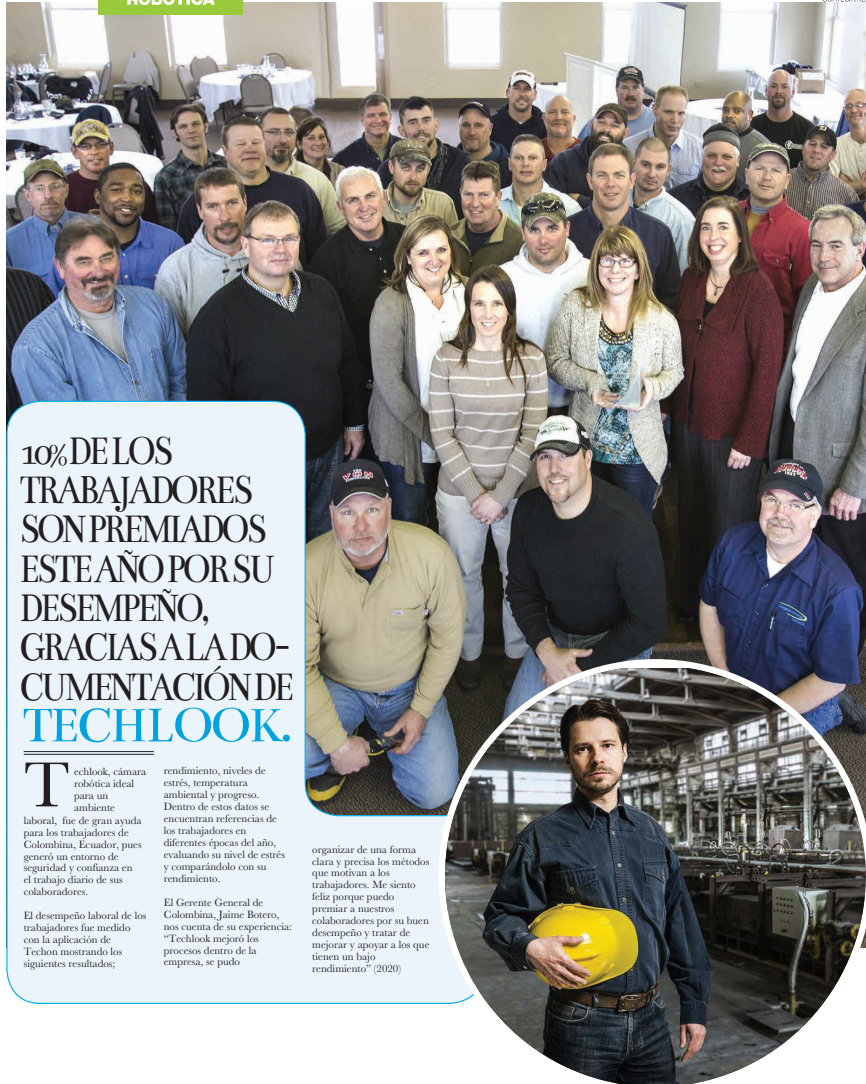 ROBÓTICA
10% DE LOS
TRABAJADORES
SON PREMIADOS
ESTE AÑO POR SU
DESEMPEÑO,
GRACIAS A LA DO-
CUMENTACIÓN DE
TECHLOOK.
Techlook, cámara
robótica ideal
para un
ambiente
laboral, fue de gran ayuda
para los trabajadores de
Colombina, Ecuador, pues
generó un entorno de
seguridad y confianza en
el trabajo diario de sus
colaboradores.
El desempeño laboral de los
trabajadores fue medido
con la aplicación de
Techon mostrando los
siguientes resultados;
rendimiento, niveles de
estrés, temperatura
ambiental y progreso.
Dentro de estos datos se
encuentran referencias de
los trabajadores en
diferentes épocas del año,
evaluando su nivel de estrés
y comparándolo con su
rendimiento.
El Gerente General de
Colombina, Jaime Botero,
nos cuenta de su experiencia:
“Techlook mejoró los
procesos dentro de la
empresa, se pudo
organizar de una forma
clara y precisa los métodos
que motivan a los
trabajadores. Me siento
feliz porque puedo
premiar a nuestros
colaboradores por su buen
desempeño y tratar de
mejorar y apoyar a los que
tienen un bajo
rendimiento” (2020)